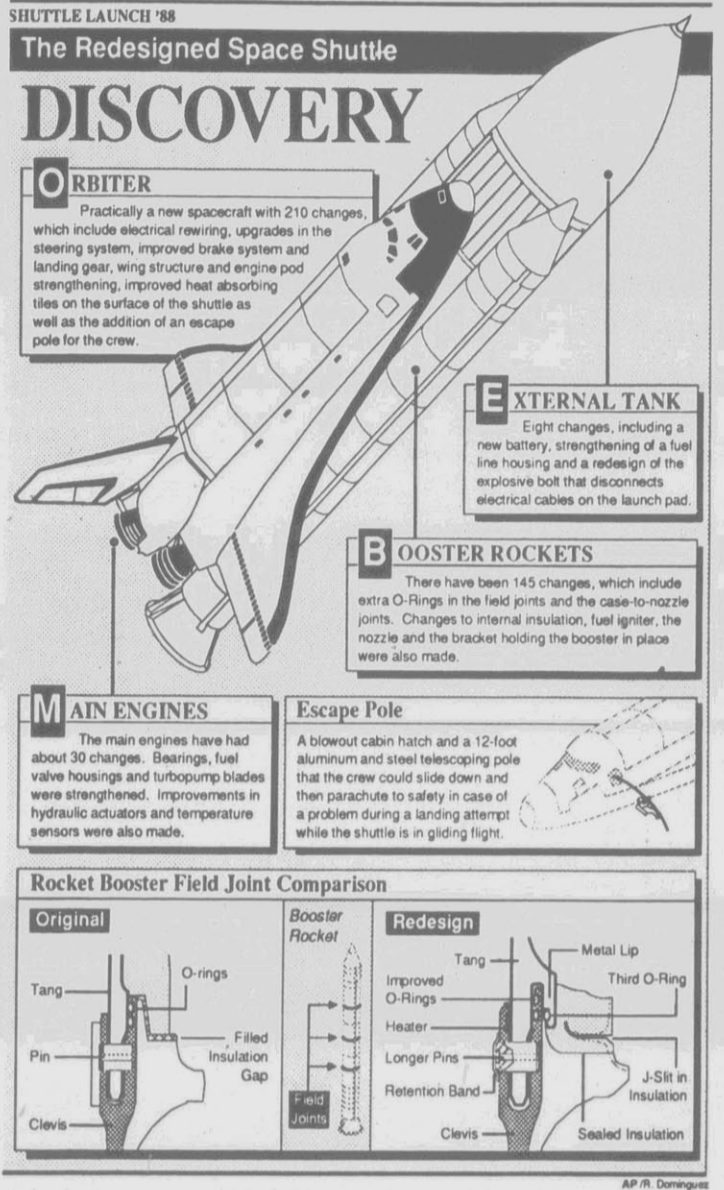 SHUTTLE LAUNCH '88
The Redesigned Space Shuttle
DISCOVERY
ORBITER
Practically a new spacecraft with 210 changes,
which include electrical rewiring, upgrades in the
steering system, improved brake system and
landing gear, wing structure and engine pod
strengthening, improved heat absorbing
tiles on the surface of the shuttle as
well as the addition of an escape
pole for the crew.
EXTERNAL TANK
Eight changes, including a
new battery, strengthening of a fuel
line housing and a redesign of the
explosive bolt that disconnects
electrical cables on the launch pad.
BOOSTER ROCKETS
There have been 145 changes, which include
extra O-Rings in the field joints and the case-to-nozzle
joints. Changes to internal insulation, fuel igniter, the
nozzle and the bracket holding the booster in place
were also made.
MAIN ENGINES
The main engines have had
about 30 changes. Bearings, fuel
valve housings and turbopump blades
were strengthened. Improvements in
hydraulic actuators and temperature
sensors were also made.
Escape Pole
A blowout cabin hatch and a 12-foot
aluminum and steel telescoping pole
that the crew could slide down and
then parachute to safety in case of
a problem during a landing attempt
while the shuttle is in gliding flight.
Rocket Booster Field Joint Comparison
Original
Tang
O-rings
Pin
Filled
Insulation
Gap
Clevis
Booster
Rocket
Field
Joints
Redesign
Tang
Metal Lip
Improved
O-Rings
Third O-Ring
Heater
Longer Pins
Retention Band
J-Slit in
Insulation
Clevis
Sealed Insulation
AP/R. Dominguez